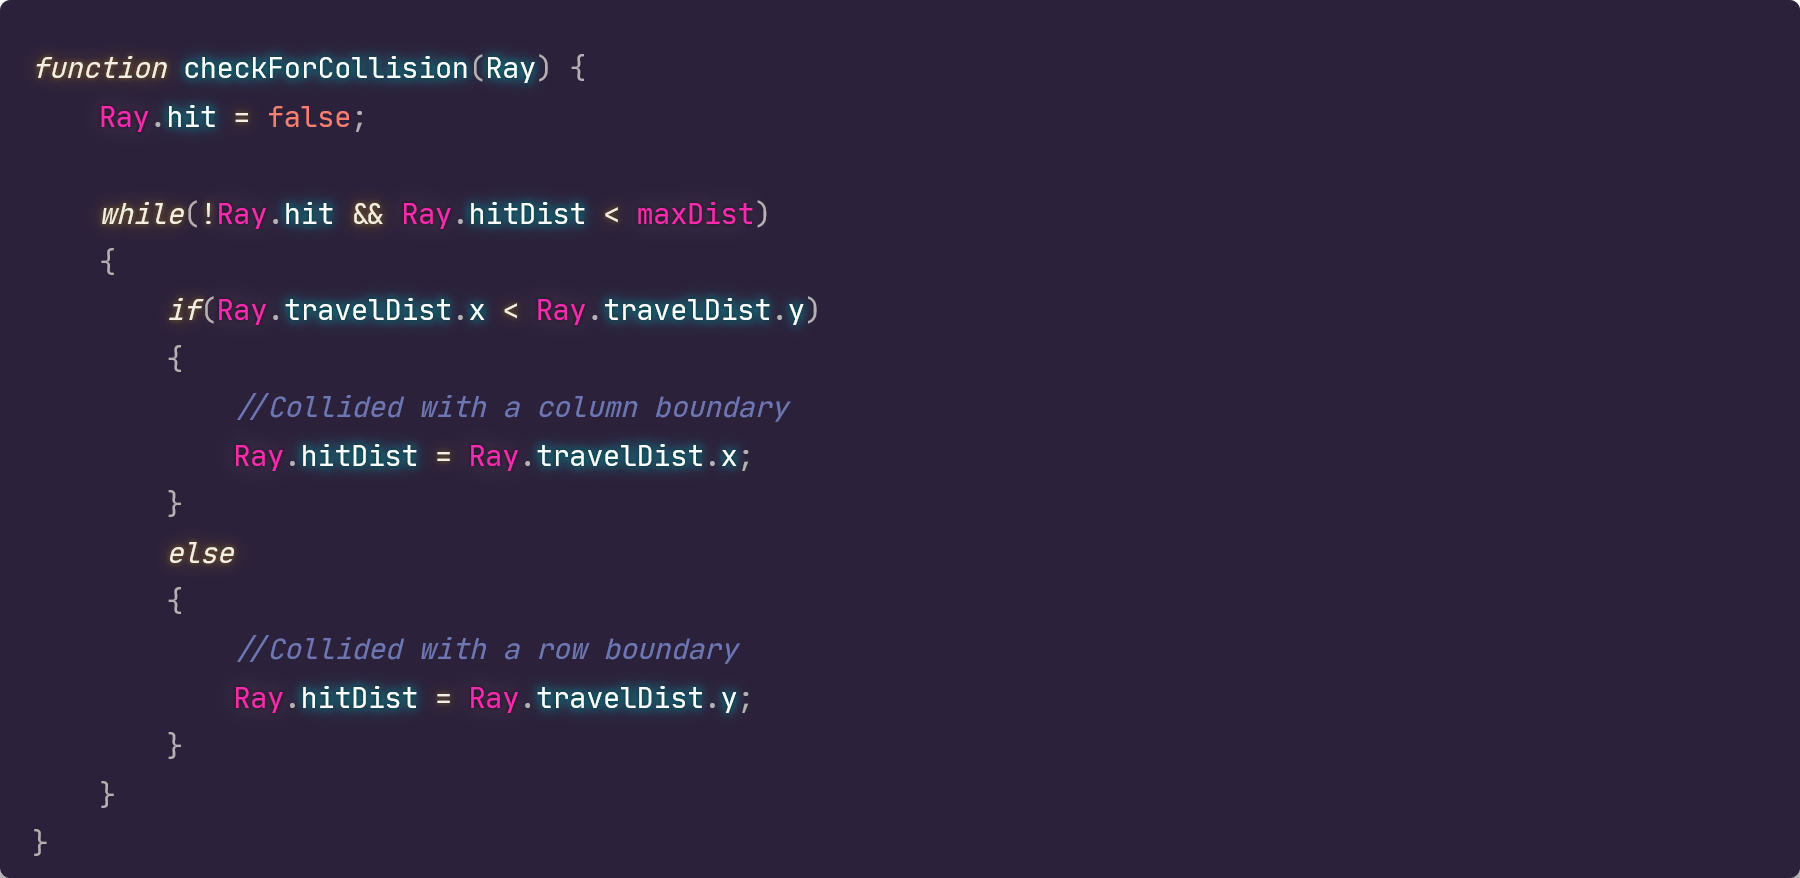 function checkForCollision(Ray) {
    Ray.hit = false;

    while(!Ray.hit && Ray.hitDist < maxDist)
    {
        if(Ray.travelDist.x < Ray.travelDist.y)
        {
            //Collided with a column boundary
            Ray.hitDist = Ray.travelDist.x;
        }
        else
        {
            //Collided with a row boundary
            Ray.hitDist = Ray.travelDist.y;
        }
    }
}